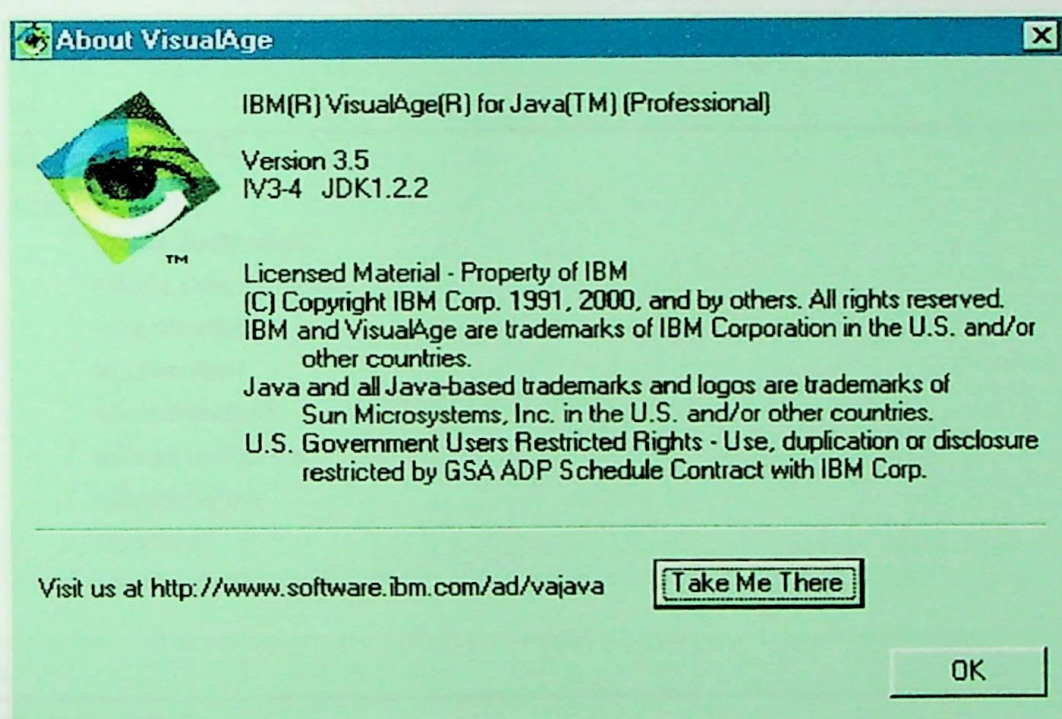 About VisualAge
IBM(R) VisualAge(R) for Java(TM) (Professional)
Version 3.5
IV3-4 JDK1.2.2
TM
Licensed Material - Property of IBM
(C) Copyright IBM Corp. 1991, 2000, and by others. All rights reserved.
IBM and VisualAge are trademarks of IBM Corporation in the U.S. and/or
other countries.
Java and all Java-based trademarks and logos are trademarks of
Sun Microsystems, Inc. in the U.S. and/or other countries.
U.S. Government Users Restricted Rights - Use, duplication or disclosure
restricted by GSA ADP Schedule Contract with IBM Corp.
Visit us at http://www.software.ibm.com/ad/vajava
Take Me There
OK